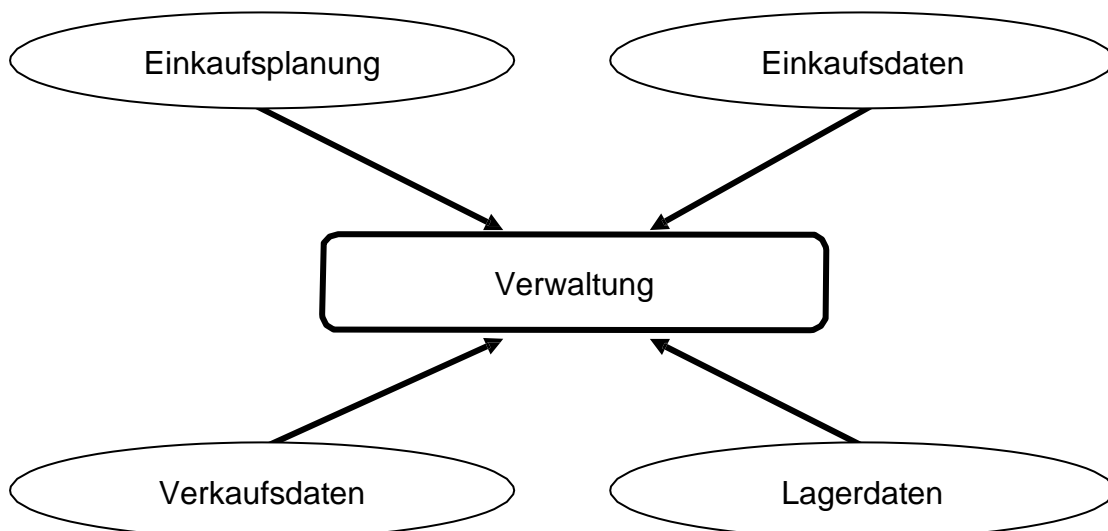 Einkaufsplanung
Einkaufsdaten
Verwaltung
Verkaufsdaten
Lagerdaten